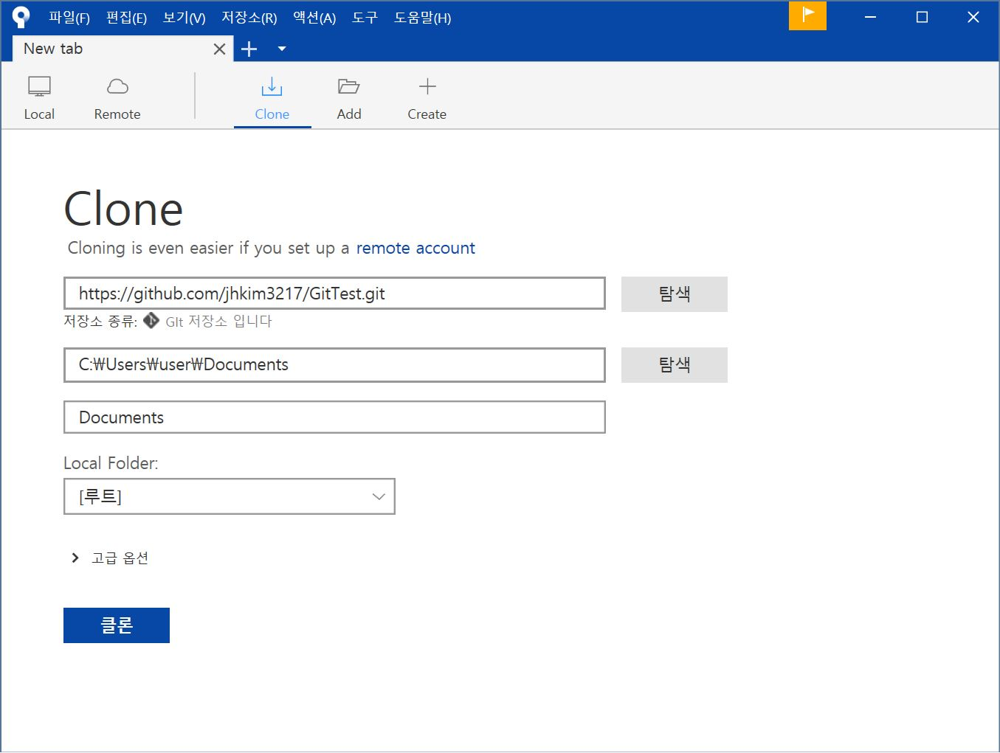 파일(F) 편집(E) 보기(V) 저장소(R) 액션(A) 도구 도움말(H)
New tab
Local Remote Clone Add Create
Clone
Cloning is even easier if you set up a remote account
https://github.com/jhkim3217/GitTest.git 탐색
저장소 종류: GIt 저장소 입니다
C:₩Users₩user₩Documents 탐색
Documents
Local Folder:
[루트]
고급 옵션
클론